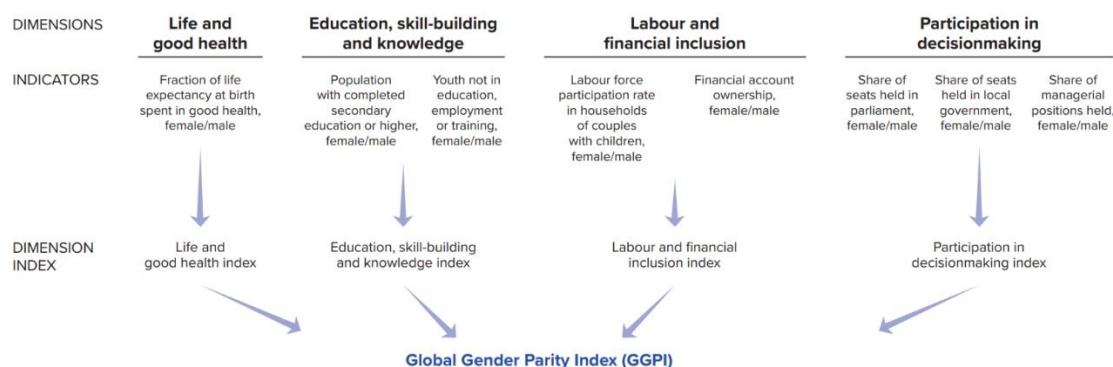 DIMENSIONS
Life and
good health
Education, skill-building
and knowledge
Labour and
financial inclusion
Participation in
decisionmaking
INDICATORS
Fraction of life
expectancy at birth
spent in good health,
female/male
Population
with completed
secondary
education or higher,
female/male
Youth not in
education,
employment
or training,
female/male
Labour force
participation rate
in households
of couples
with children,
female/male
Financial account
ownership,
female/male
Share of
seats held in
parliament,
female/male
Share of seats
held in local
government,
female/male
Share of
managerial
positions held,
female/male
DIMENSION
INDEX
Life and
good health index
Education, skill-building
and knowledge index
Labour and financial
inclusion index
Participation in
decisionmaking index
Global Gender Parity Index (GGPI)